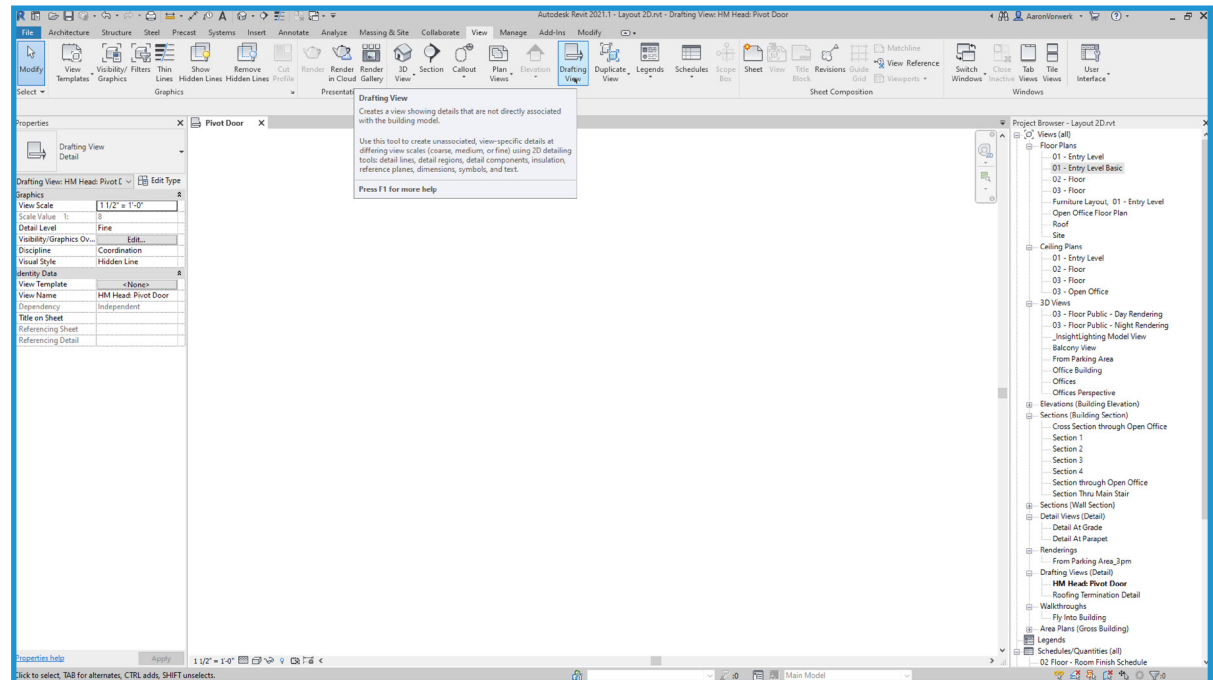 Autodesk Revit 2021.1 - Layout 2D.rvt - Drafting View: HM Head: Pivot Door
AaronVorwerk
File Architecture Structure Steel Precast Systems Insert Annotate Analyze Massing & Site Collaborate View Manage Add-Ins Modify
Modify
View Templates
Visibility/ Graphics
Filters
Thin Lines
Show Hidden Lines
Remove Hidden Lines
Cut Profile
Render
Render in Cloud
Render Gallery
3D View
Section
Callout
Plan Views
Elevation
Drafting View
Duplicate View
Legends
Schedules
Scope Box
Sheet
View
Title Block
Revisions
Guide Grid
Matchline
View Reference
Viewports
Switch Windows
Close Inactive
Tab Views
Tile Views
User Interface
Select
Graphics
Presentati
Sheet Composition
Windows
Drafting View
Creates a view showing details that are not directly associated
with the building model.
Use this tool to create unassociated, view-specific details at
differing view scales (coarse, medium, or fine) using 2D detailing
tools: detail lines, detail regions, detail components, insulation,
reference planes, dimensions, symbols, and text.
Press F1 for more help
Properties X
Pivot Door X
Drafting View
Detail
Drafting View: HM Head: Pivot D Edit Type
Graphics
View Scale 1 1/2" = 1'-0"
Scale Value 1: 8
Detail Level Fine
Visibility/Graphics Ov... Edit...
Discipline Coordination
Visual Style Hidden Line
dentity Data
View Template <None>
View Name HM Head: Pivot Door
Dependency Independent
Title on Sheet
Referencing Sheet
Referencing Detail
Properties help Apply
1 1/2" = 1'-0"
Click to select, TAB for alternates, CTRL adds, SHIFT unselects.
:0
Main Model
:0
Project Browser - Layout 2D.rvt X
Views (all)
Floor Plans
01 - Entry Level
01 - Entry Level Basic
02 - Floor
03 - Floor
Furniture Layout, 01 - Entry Level
Open Office Floor Plan
Roof
Site
Ceiling Plans
01 - Entry Level
02 - Floor
03 - Floor
03 - Open Office
3D Views
03 - Floor Public - Day Rendering
03 - Floor Public - Night Rendering
_InsightLighting Model View
Balcony View
From Parking Area
Office Building
Offices
Offices Perspective
Elevations (Building Elevation)
Sections (Building Section)
Cross Section through Open Office
Section 1
Section 2
Section 3
Section 4
Section through Open Office
Section Thru Main Stair
Sections (Wall Section)
Detail Views (Detail)
Detail At Grade
Detail At Parapet
Renderings
From Parking Area_3pm
Drafting Views (Detail)
HM Head: Pivot Door
Roofing Termination Detail
Walkthroughs
Fly Into Building
Area Plans (Gross Building)
Legends
Schedules/Quantities (all)
02 Floor - Room Finish Schedule